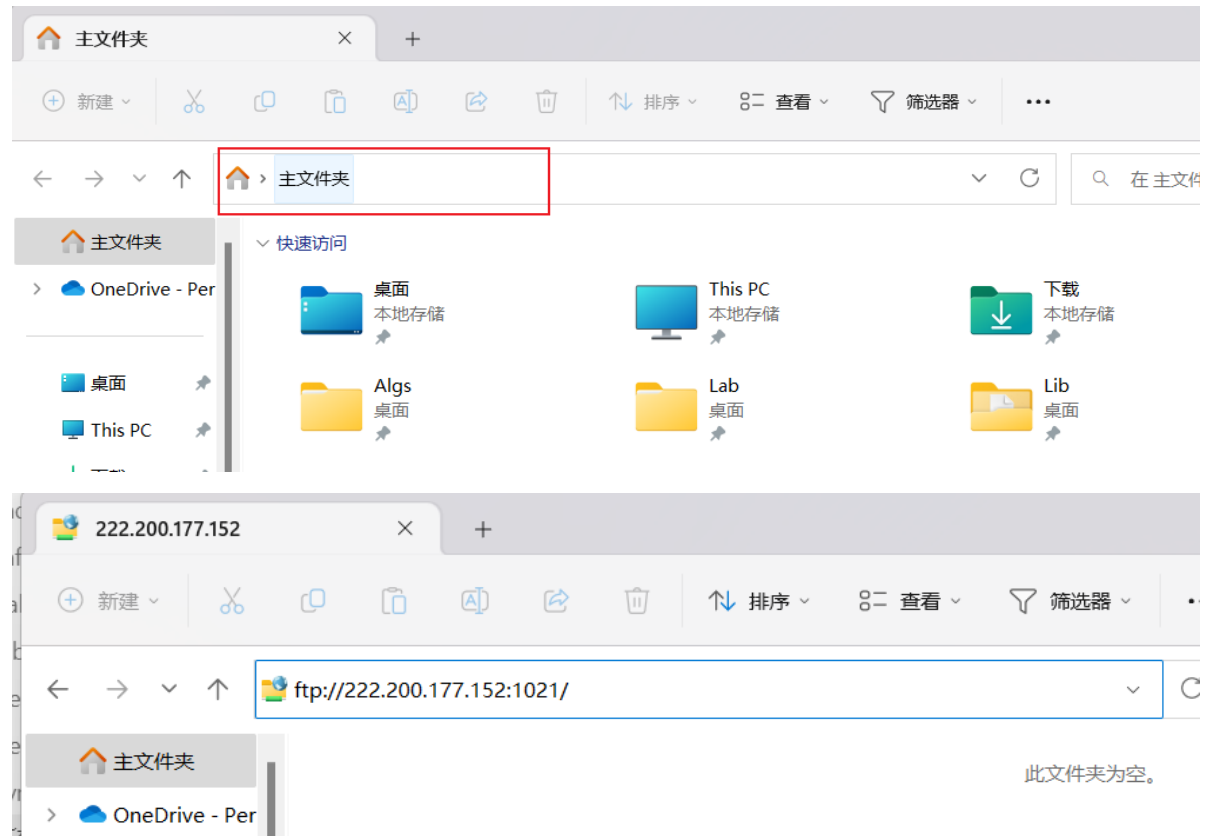 主文件夹
新建
排序
查看
筛选器
主文件夹
在 主文件
主文件夹
快速访问
OneDrive - Per
桌面
本地存储
This PC
本地存储
下载
本地存储
桌面
This PC
Algs
桌面
Lab
桌面
Lib
桌面
222.200.177.152
新建
排序
查看
筛选器
ftp://222.200.177.152:1021/
主文件夹
此文件夹为空。
OneDrive - Per